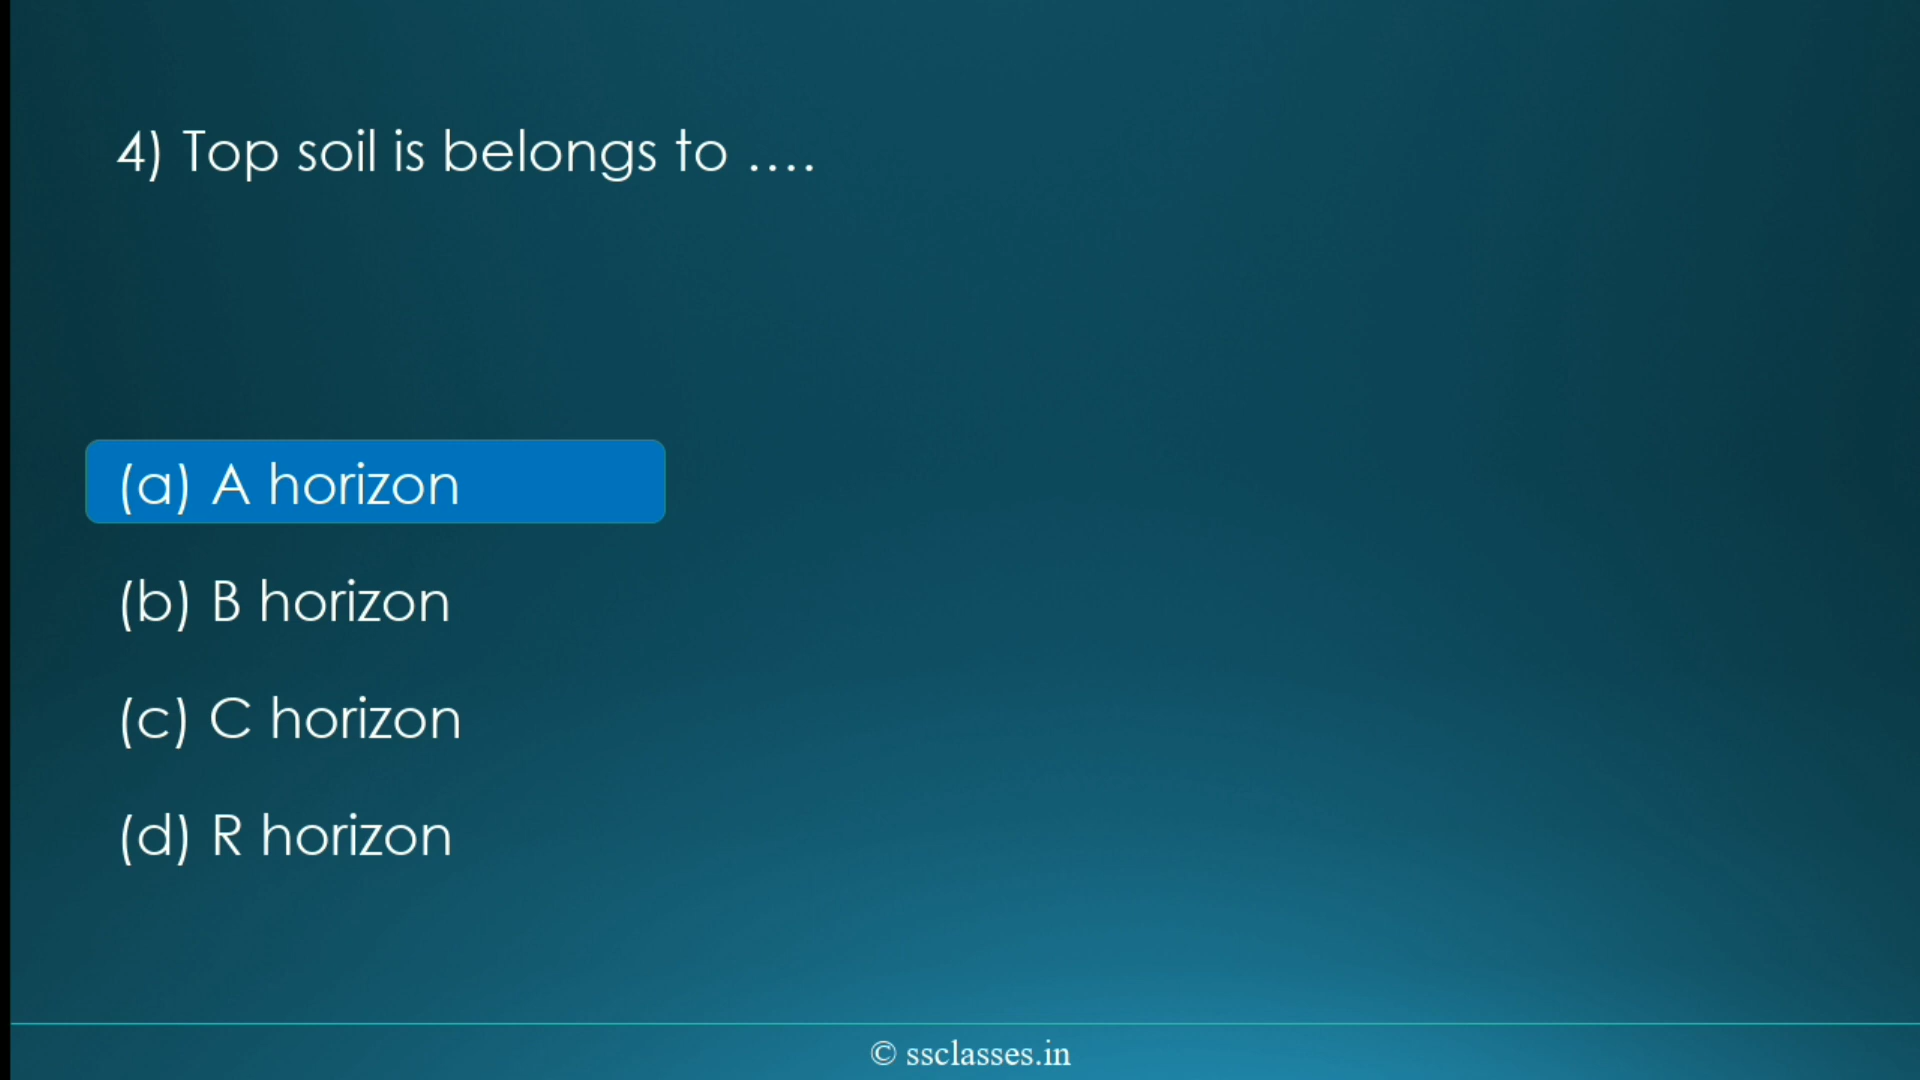 4) Top soil is belongs to ....
(a) A horizon
(b) B horizon
(c) C horizon
(d) R horizon
© ssclasses.in